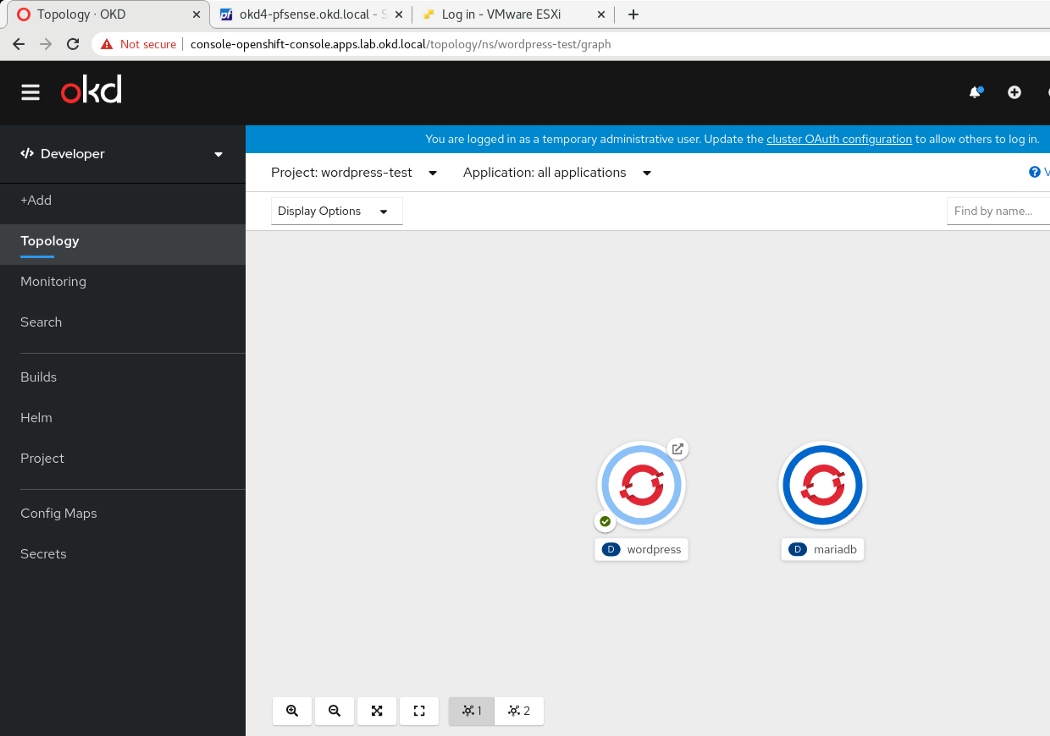 Topology · OKD
okd4-pfsense.okd.local - S
Log in - VMware ESXi
Not secure
console-openshift-console.apps.lab.okd.local/topology/ns/wordpress-test/graph
okd
You are logged in as a temporary administrative user. Update the cluster OAuth configuration to allow others to log in.
Developer
Project: wordpress-test
Application: all applications
V
+Add
Display Options
Find by name...
Topology
Monitoring
Search
Builds
Helm
Project
Config Maps
Secrets
D wordpress
D mariadb
1
2